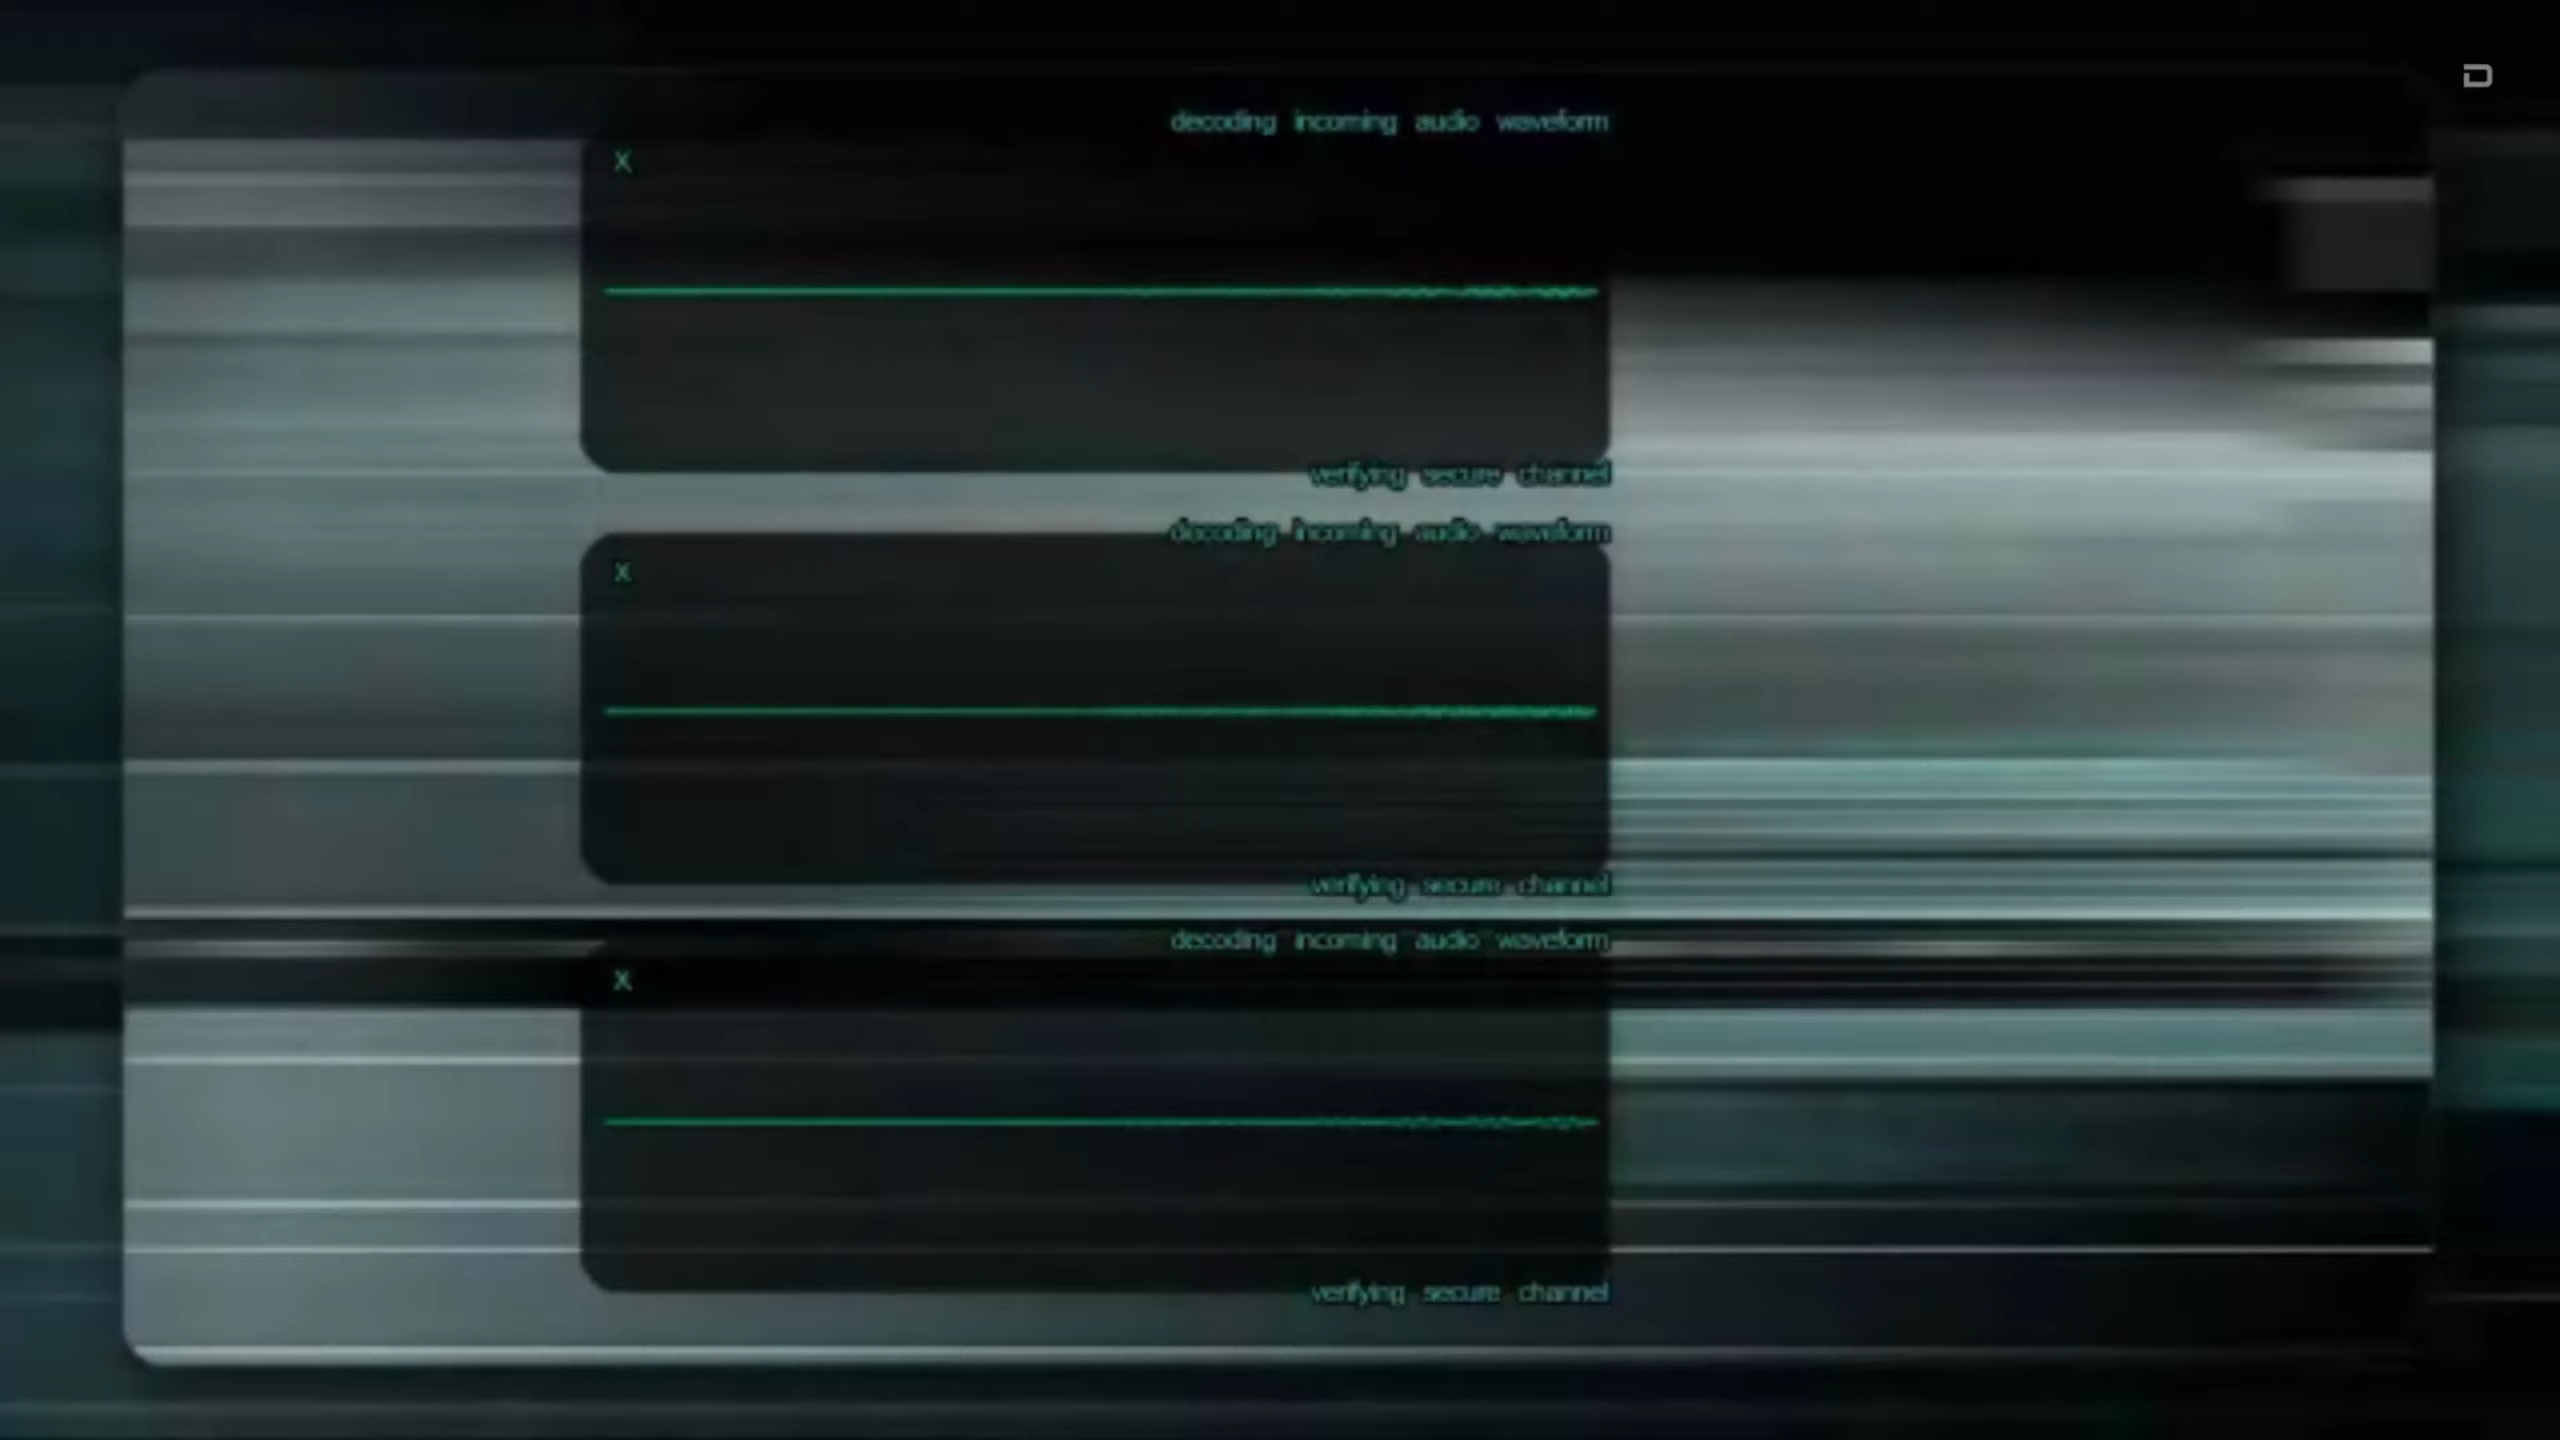 D
decoding incoming audio waveform
X
verifying secure channel
decoding incoming audio waveform
X
verifying secure channel
decoding incoming audio waveform
X
verifying secure channel